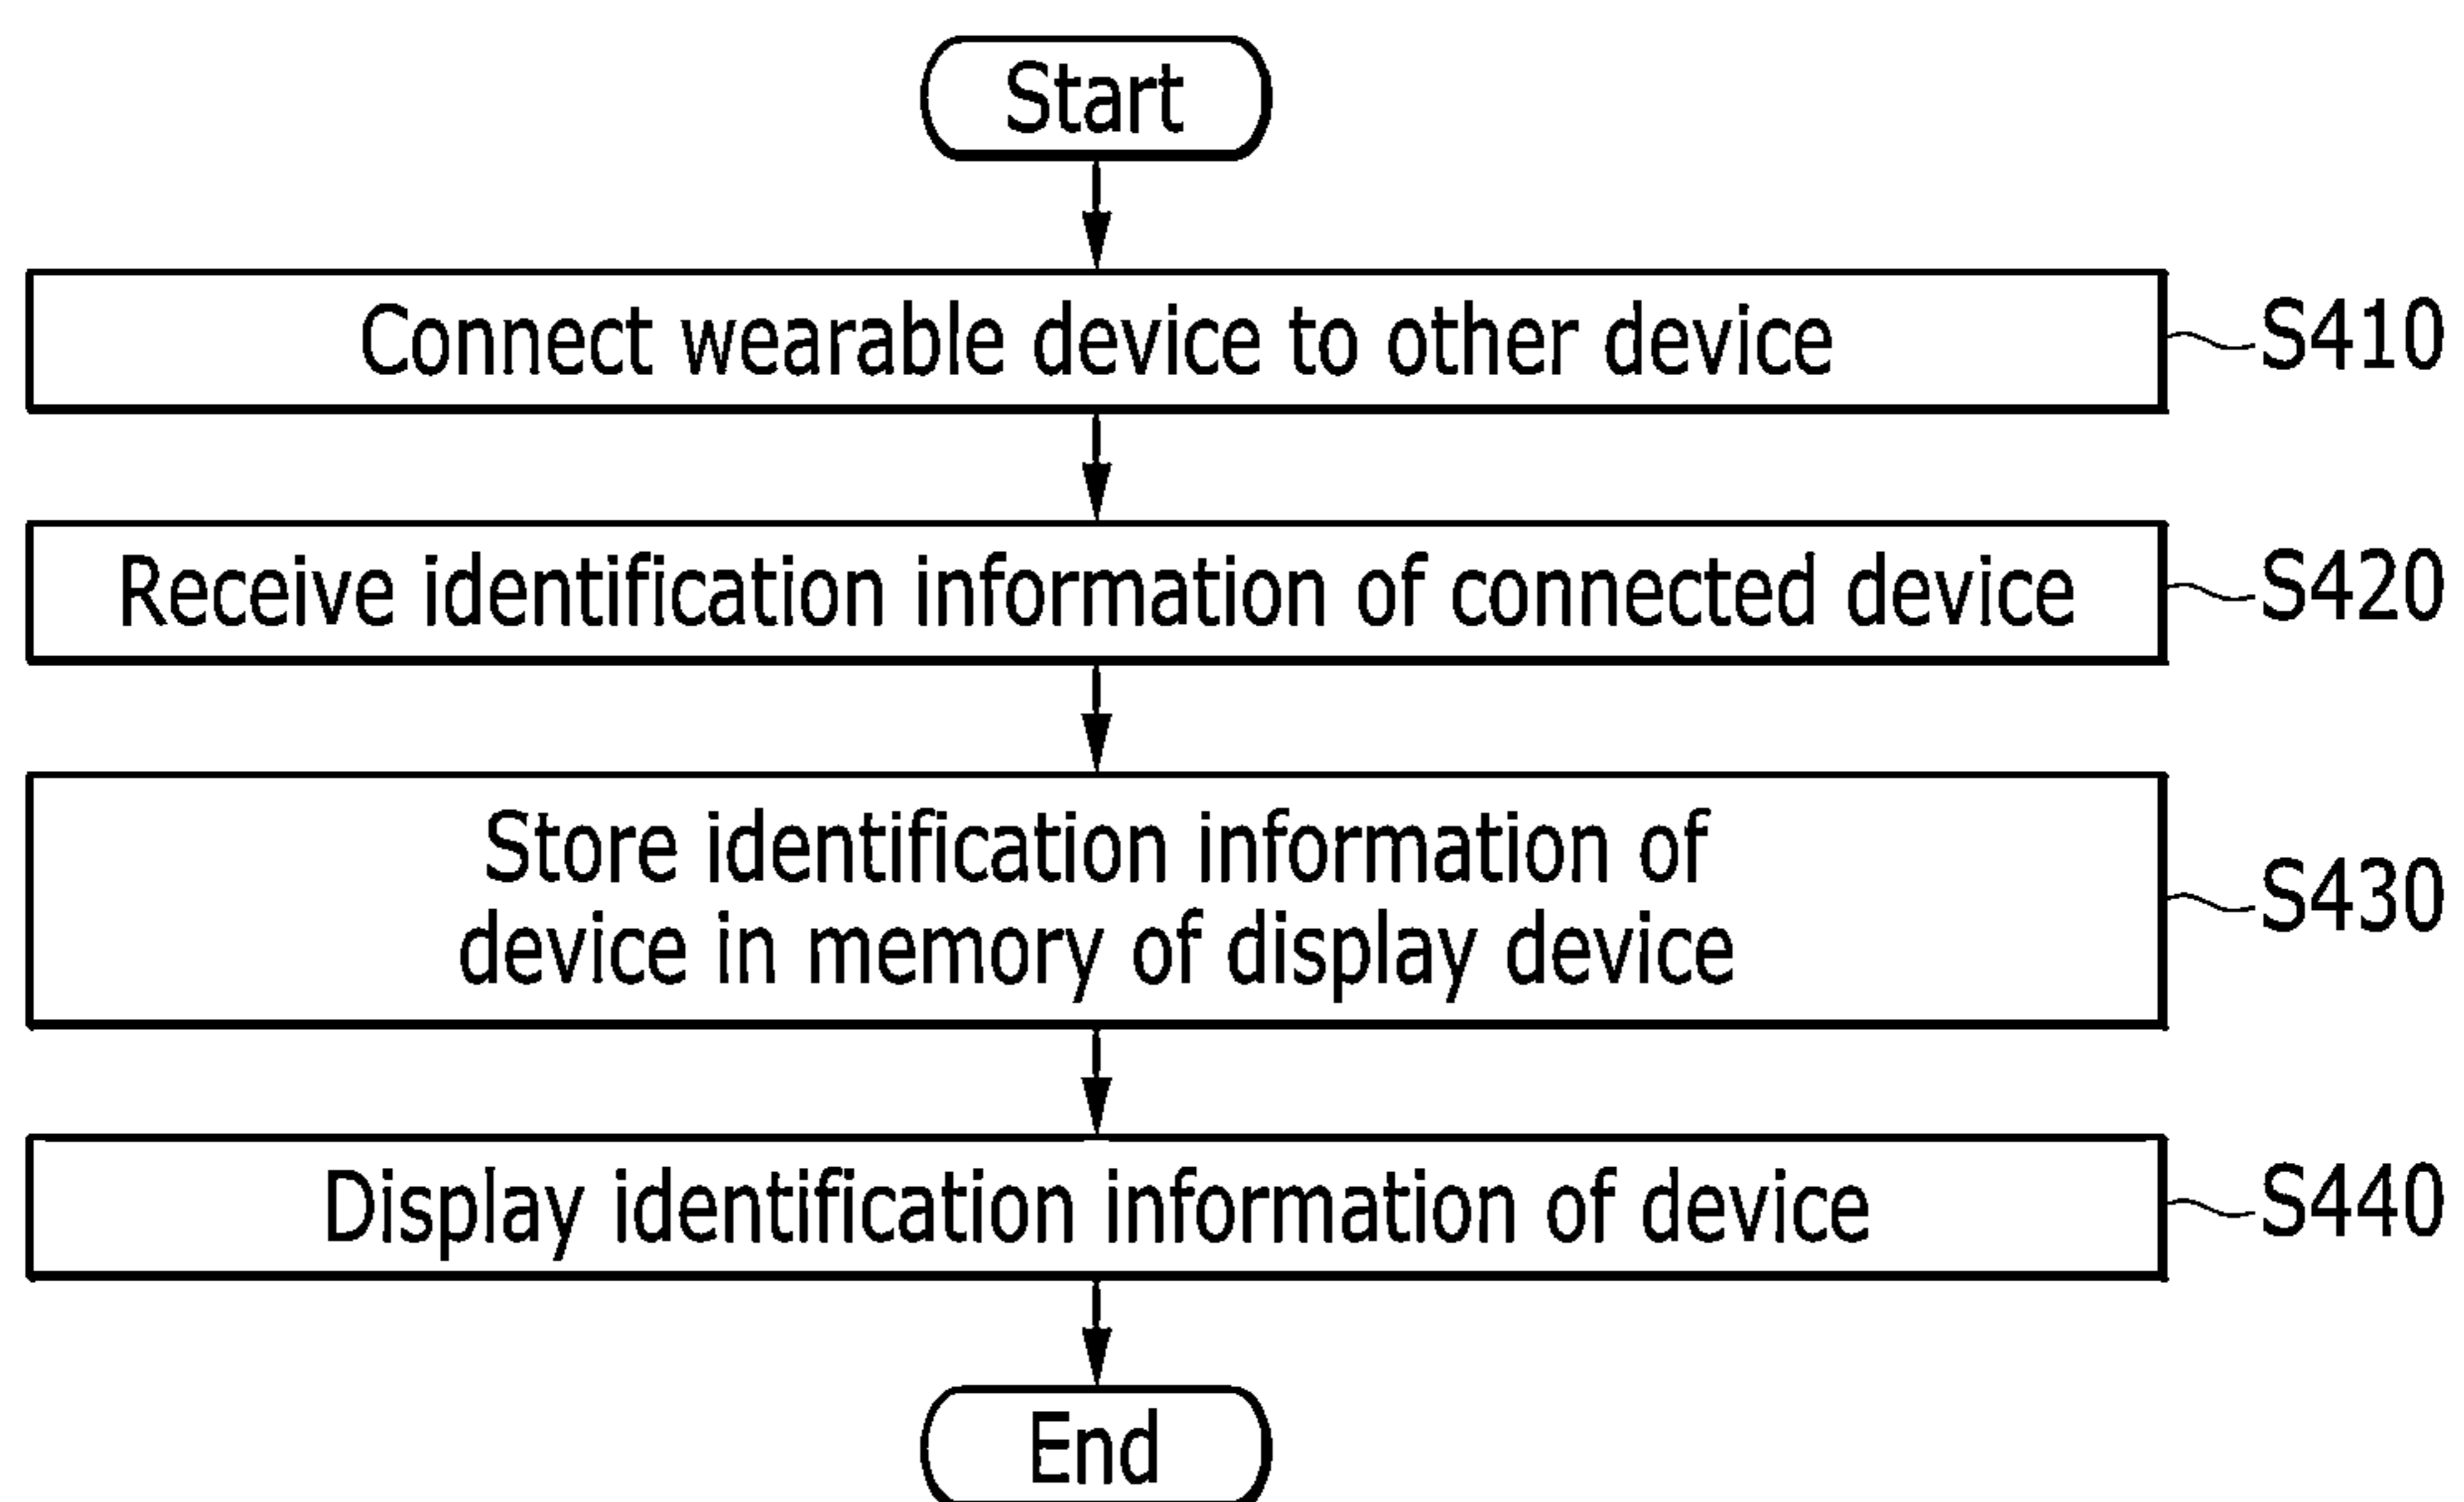 Start
Connect wearable device to other device
S410
Receive identification information of connected device
S420
Store identification information of
device in memory of display device
S430
Display identification information of device
S440
End